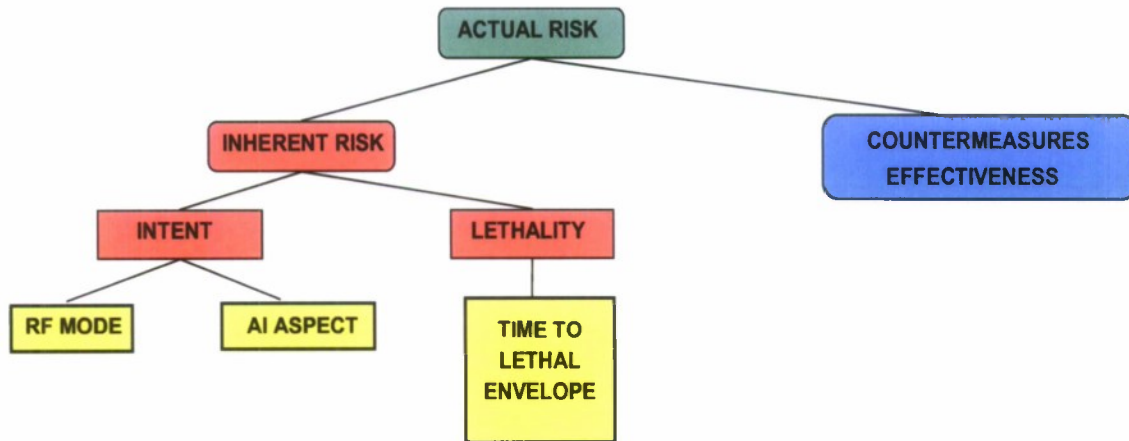 ACTUAL RISK
INHERENT RISK
COUNTERMEASURES
EFFECTIVENESS
INTENT
LETHALITY
RF MODE
AI ASPECT
TIME TO
LETHAL
ENVELOPE